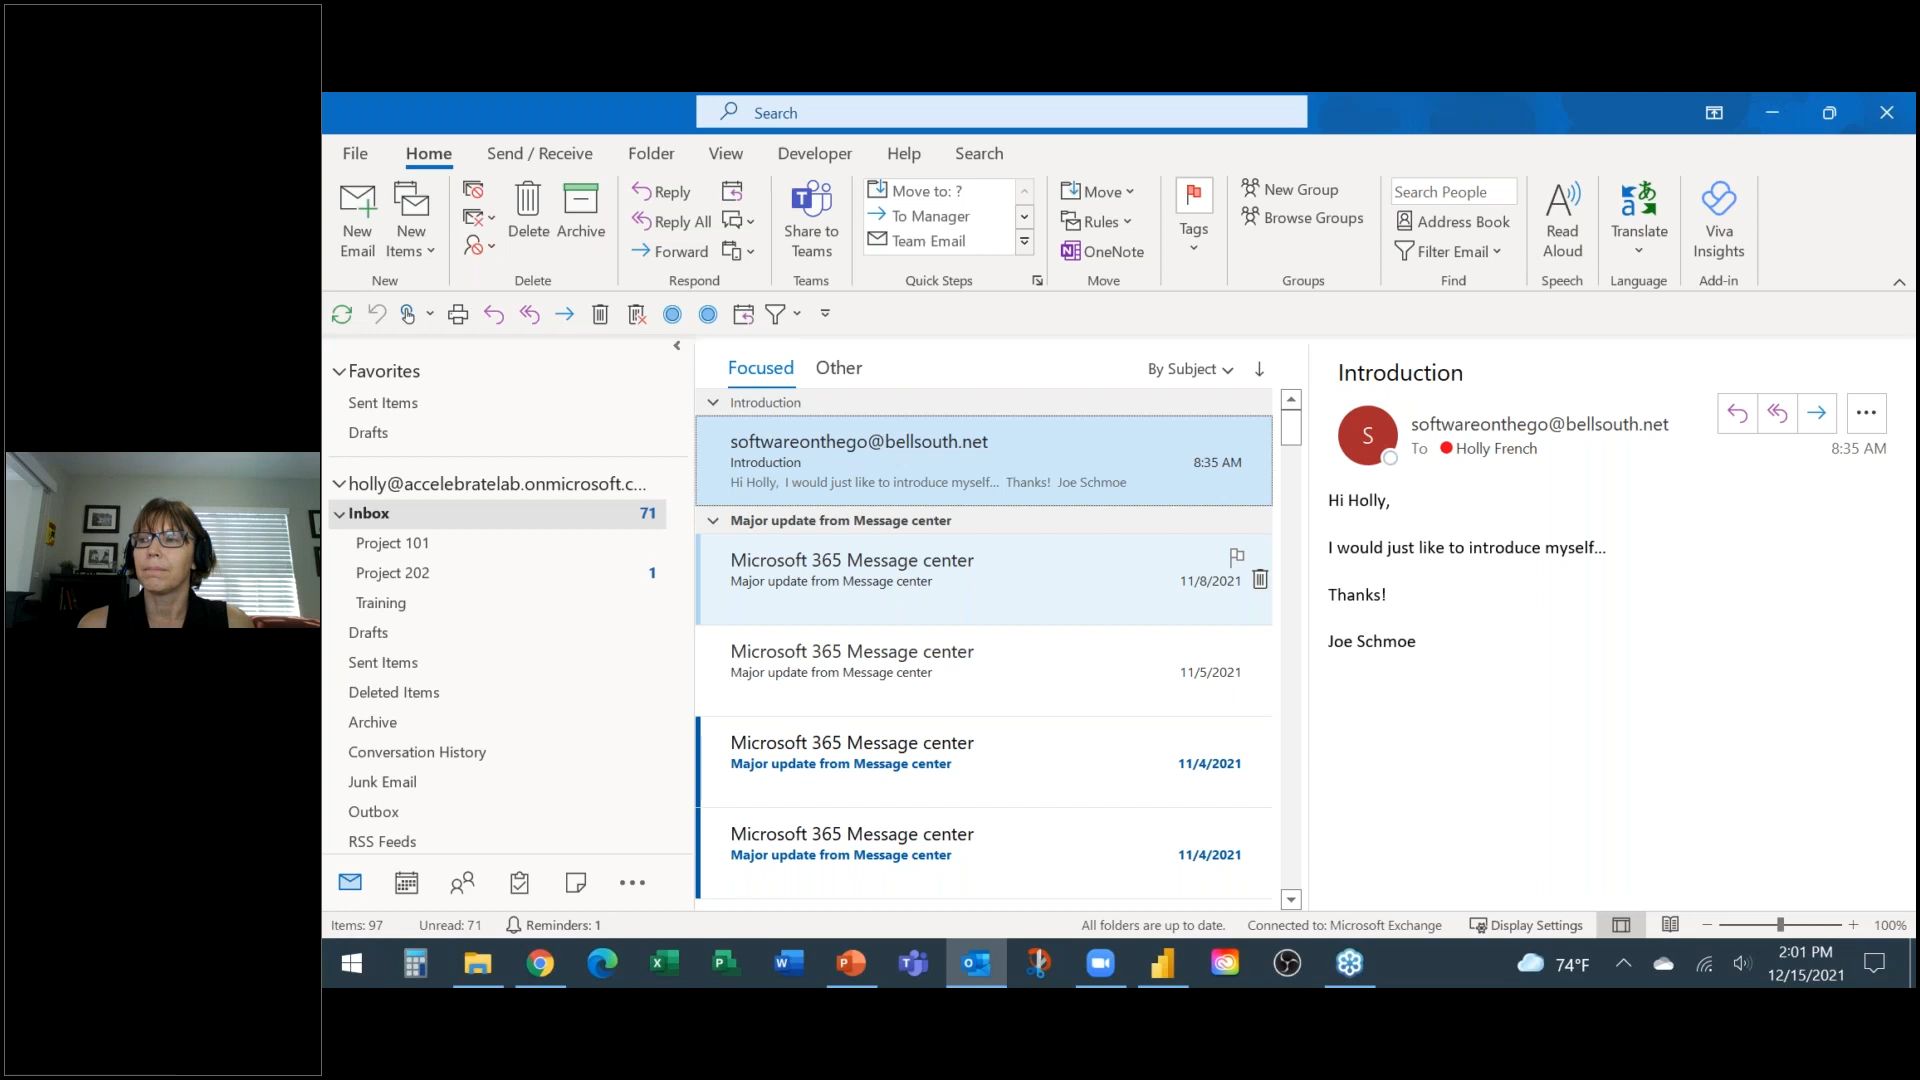 Search
File Home Send / Receive Folder View Developer Help Search
New Email
New Items
New
Delete
Archive
Delete
Reply
Reply All
Forward
Respond
Share to Teams
Teams
Move to: ?
To Manager
Team Email
Quick Steps
Move
Rules
OneNote
Move
Tags
New Group
Browse Groups
Groups
Search People
Address Book
Filter Email
Find
Read Aloud
Speech
Translate
Language
Viva Insights
Add-in
Favorites
Sent Items
Drafts
holly@accelebratelab.onmicrosoft.c...
Inbox 71
Project 101
Project 202 1
Training
Drafts
Sent Items
Deleted Items
Archive
Conversation History
Junk Email
Outbox
RSS Feeds
Focused Other By Subject
Introduction
softwareonthego@bellsouth.net
Introduction 8:35 AM
Hi Holly, I would just like to introduce myself... Thanks! Joe Schmoe
Major update from Message center
Microsoft 365 Message center
Major update from Message center 11/8/2021
Microsoft 365 Message center
Major update from Message center 11/5/2021
Microsoft 365 Message center
Major update from Message center 11/4/2021
Microsoft 365 Message center
Major update from Message center 11/4/2021
Introduction
S
softwareonthego@bellsouth.net
To Holly French 8:35 AM
Hi Holly,
I would just like to introduce myself...
Thanks!
Joe Schmoe
Items: 97 Unread: 71 Reminders: 1 All folders are up to date. Connected to: Microsoft Exchange Display Settings 100%
74°F
2:01 PM
12/15/2021